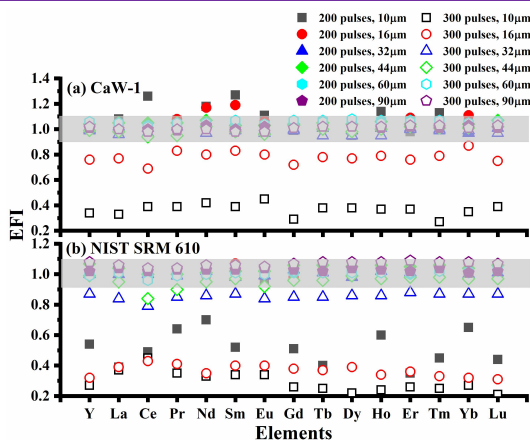 200 pulses, 10μm 300 pulses, 10μm
200 pulses, 16μm 300 pulses, 16μm
200 pulses, 32μm 300 pulses, 32μm
200 pulses, 44μm 300 pulses, 44μm
200 pulses, 60μm 300 pulses, 60μm
200 pulses, 90μm 300 pulses, 90μm
1.4
(a) CaW-1
1.2
1.0
0.8
0.6
0.4
0.2
EFI
1.2
(b) NIST SRM 610
1.0
0.8
0.6
0.4
0.2
Y La Ce Pr Nd Sm Eu Gd Tb Dy Ho Er Tm Yb Lu
Elements